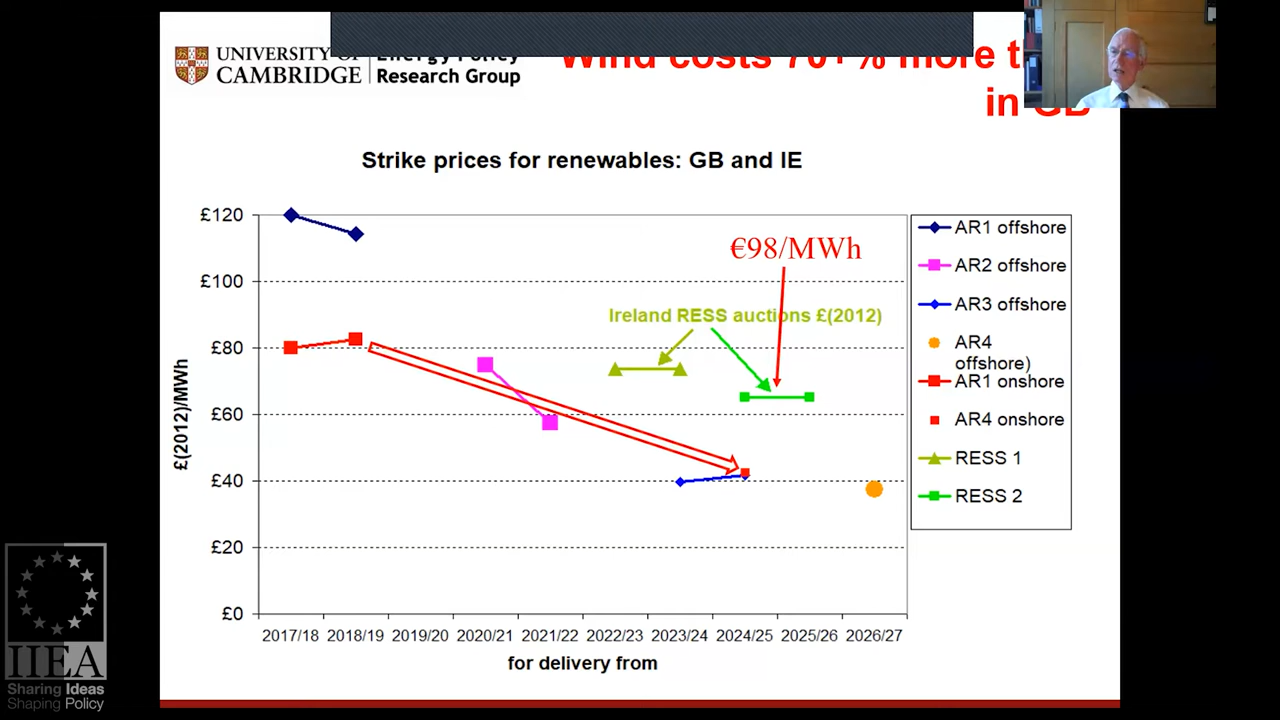 UNIVERSITY OF
CAMBRIDGE
Energy Policy
Research Group
Wind costs 70+% more
in GB
Strike prices for renewables: GB and IE
£120
£100
£80
£60
£40
£20
£0
£(2012)/MWh
€98/MWh
Ireland RESS auctions £(2012)
2017/18 2018/19 2019/20 2020/21 2021/22 2022/23 2023/24 2024/25 2025/26 2026/27
for delivery from
AR1 offshore
AR2 offshore
AR3 offshore
AR4
offshore)
AR1 onshore
AR4 onshore
RESS 1
RESS 2
IIEA
Sharing Ideas
Shaping Policy